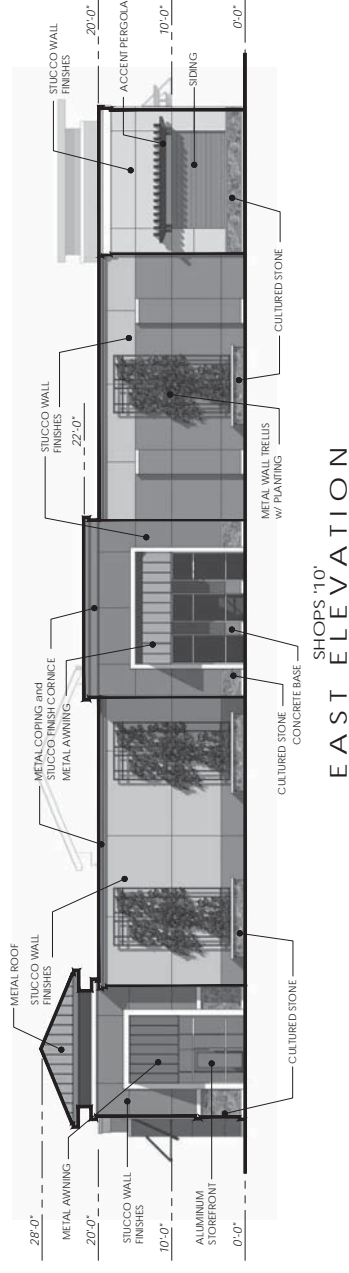 28'-0"
20'-0"
10'-0"
0'-0"
METAL ROOF
METAL AWNING
STUCCO WALL
FINISHES
STUCCO WALL
FINISHES
ALUMINUM
STOREFRONT
CULTURED STONE
METAL COPING and
STUCCO FINISH CORNICE
METAL AWNING
22'-0"
STUCCO WALL
FINISHES
CULTURED STONE
CONCRETE BASE
METAL WALL TRELLIS
w/ PLANTING
CULTURED STONE
STUCCO WALL
FINISHES
ACCENT PERGOLA
SIDING
20'-0"
10'-0"
0'-0"
SHOPS '10'
EAST ELEVATION